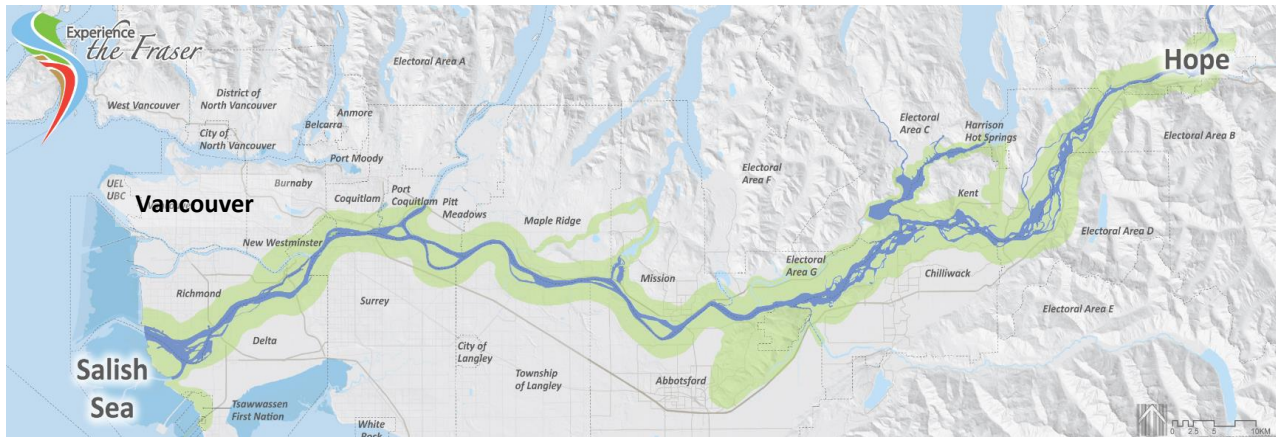 Experience
the Fraser
Electoral Area A
Hope
West Vancouver
District of
North Vancouver
Anmore
Belcarra
City of
North Vancouver
Port Moody
Electoral
Area C
Harrison
Hot Springs
Electoral Area B
UEL
UBC
Vancouver
Burnaby
Coquitlam
Port
Coquitlam
Pitt
Meadows
Maple Ridge
Electoral
Area F
Kent
New Westminster
Electoral Area D
Richmond
Surrey
Mission
Electoral
Area G
Chilliwack
Electoral Area E
Delta
City of
Langley
Township
of Langley
Abbotsford
Salish
Sea
Tsawwassen
First Nation
White
Rock
0 2.5 5 10KM